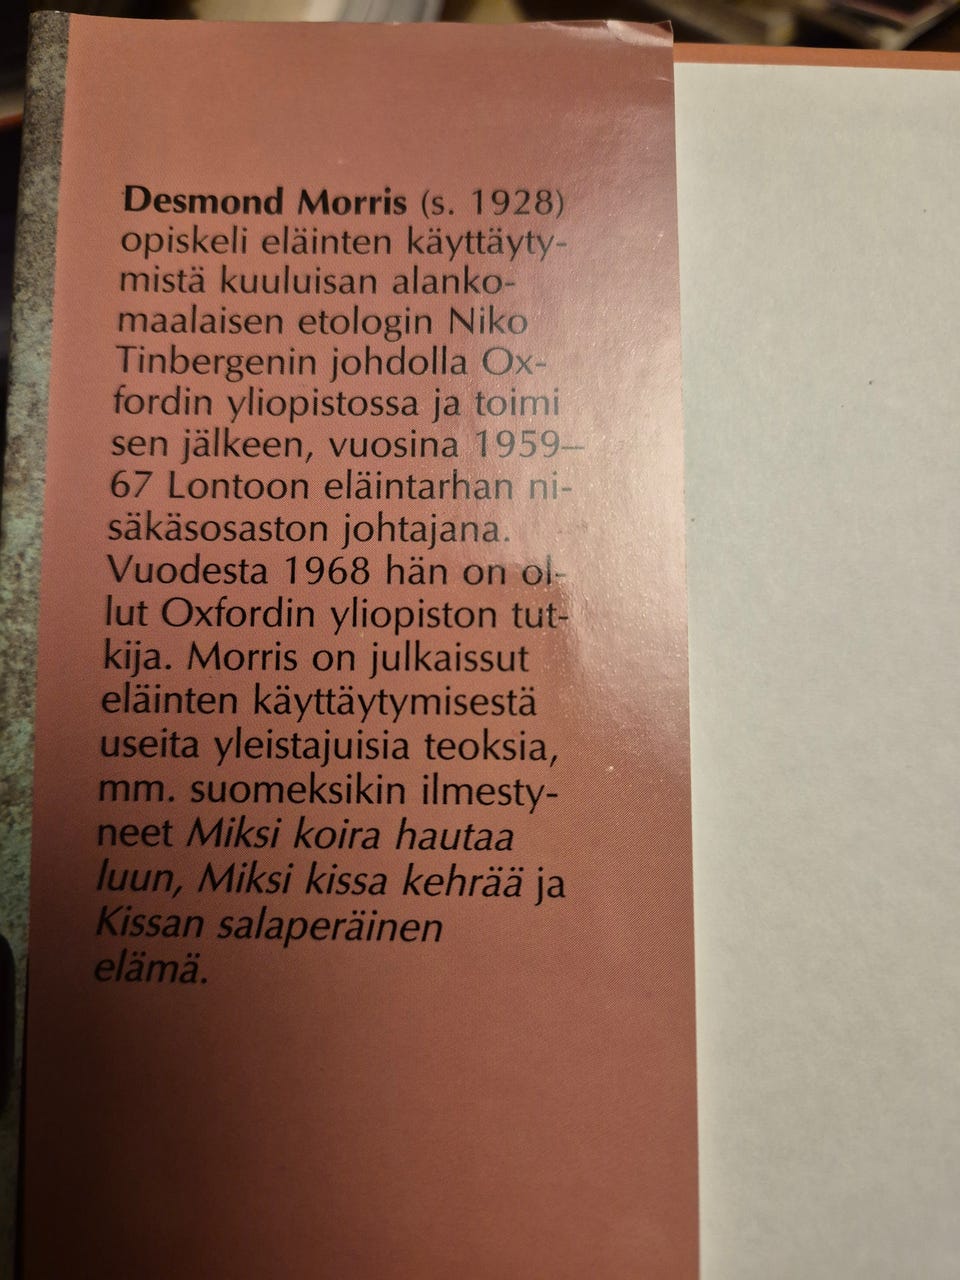 Desmond Morris (s. 1928)
opiskeli eläinten käyttäyty-
mistä kuuluisan alanko-
maalaisen etologin Niko
Tinbergenin johdolla Ox-
fordin yliopistossa ja toimi
sen jälkeen, vuosina 1959–
67 Lontoon eläintarhan ni-
säkäsosaston johtajana.
Vuodesta 1968 hän on ol-
lut Oxfordin yliopiston tut-
kija. Morris on julkaissut
eläinten käyttäytymisestä
useita yleistajuisia teoksia,
mm. suomeksikin ilmesty-
neet Miksi koira hautaa
luun, Miksi kissa kehrää ja
Kissan salaperäinen
elämä.